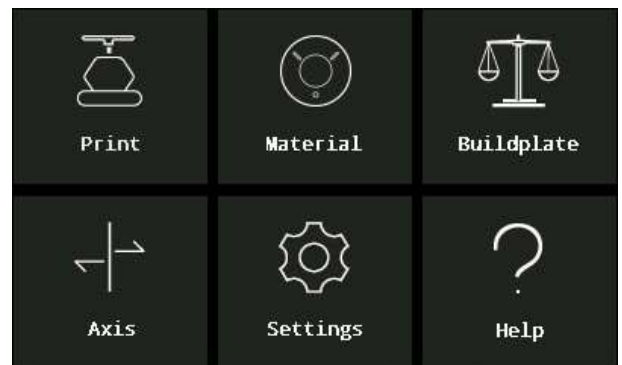 Print
Material
Buildplate
Axis
Settings
Help